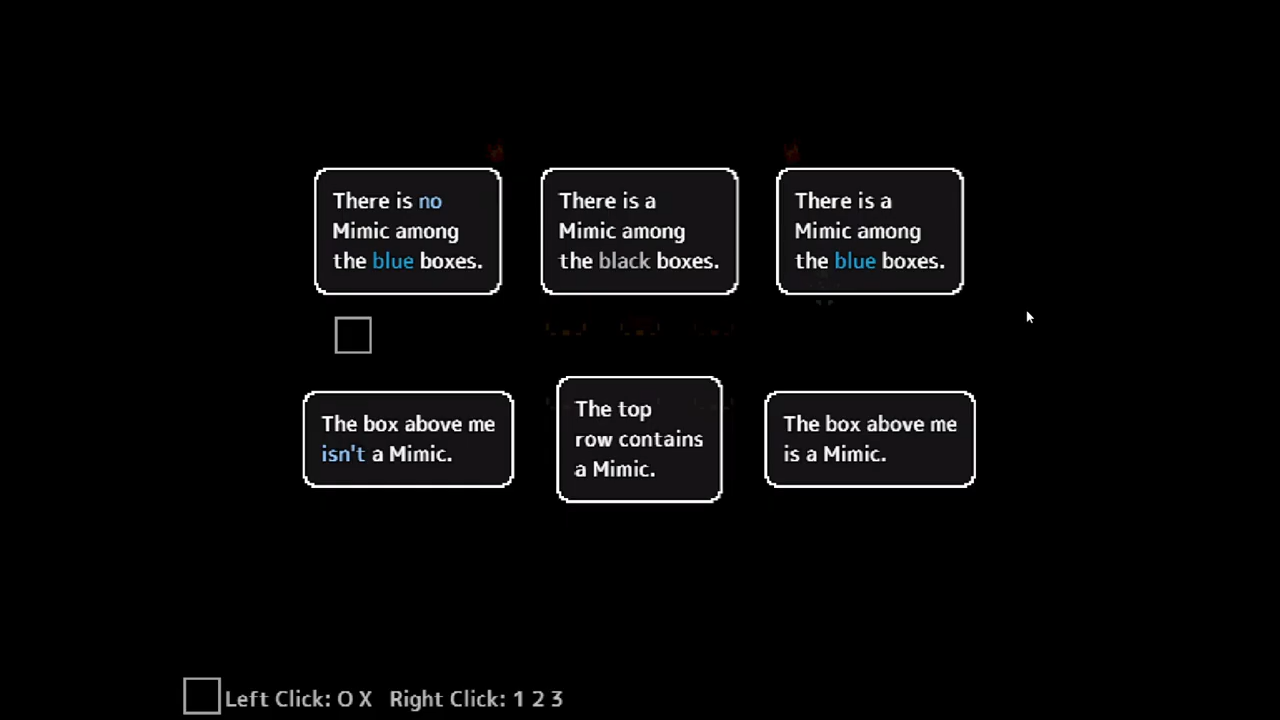 There is no
Mimic among
the blue boxes.
There is a
Mimic among
the black boxes.
There is a
Mimic among
the blue boxes.
The box above me
isn't a Mimic.
The top
row contains
a Mimic.
The box above me
is a Mimic.
Left Click: O X Right Click: 1 2 3